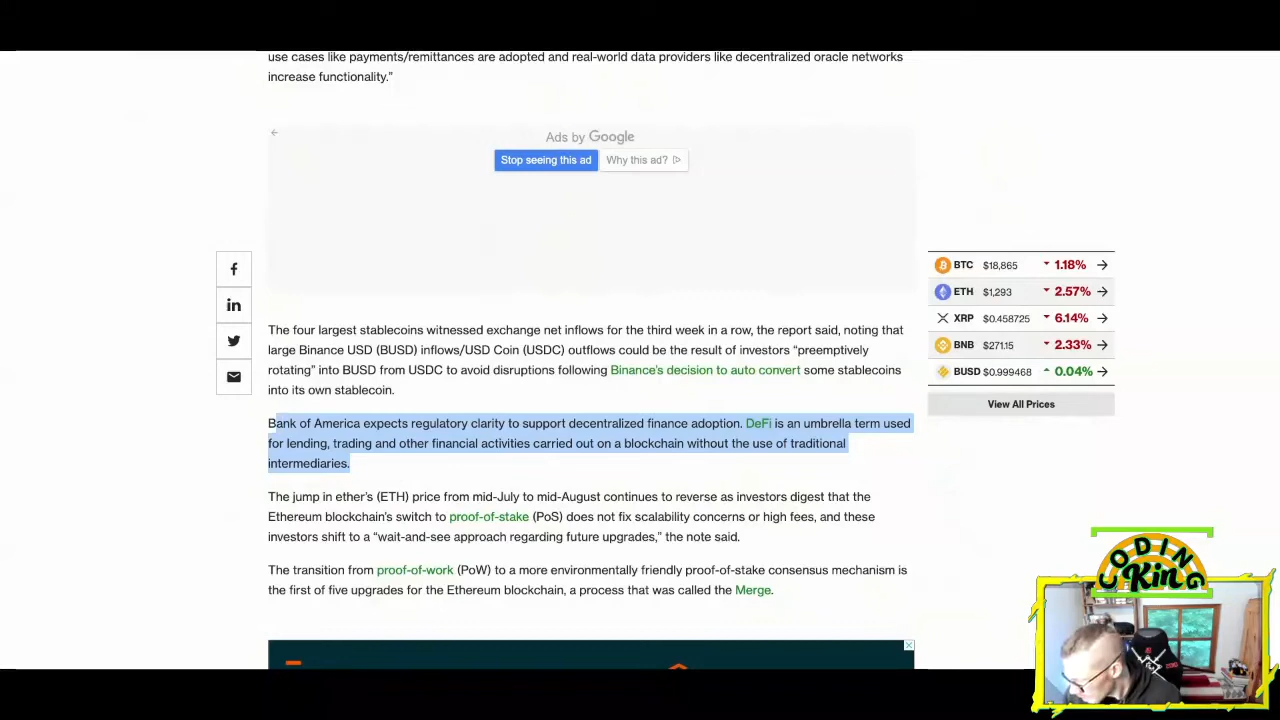 use cases like payments/remittances are adopted and real-world data providers like decentralized oracle networks
increase functionality.”
Ads by Google
Stop seeing this ad
Why this ad?
The four largest stablecoins witnessed exchange net inflows for the third week in a row, the report said, noting that
large Binance USD (BUSD) inflows/USD Coin (USDC) outflows could be the result of investors “preemptively
rotating” into BUSD from USDC to avoid disruptions following Binance’s decision to auto convert some stablecoins
into its own stablecoin.
Bank of America expects regulatory clarity to support decentralized finance adoption. DeFi is an umbrella term used
for lending, trading and other financial activities carried out on a blockchain without the use of traditional
intermediaries.
The jump in ether’s (ETH) price from mid-July to mid-August continues to reverse as investors digest that the
Ethereum blockchain’s switch to proof-of-stake (PoS) does not fix scalability concerns or high fees, and these
investors shift to a “wait-and-see approach regarding future upgrades,” the note said.
The transition from proof-of-work (PoW) to a more environmentally friendly proof-of-stake consensus mechanism is
the first of five upgrades for the Ethereum blockchain, a process that was called the Merge.
BTC $18,865 1.18%
ETH $1,293 2.57%
XRP $0.458725 6.14%
BNB $271.15 2.33%
BUSD $0.999468 0.04%
View All Prices
CODING
King